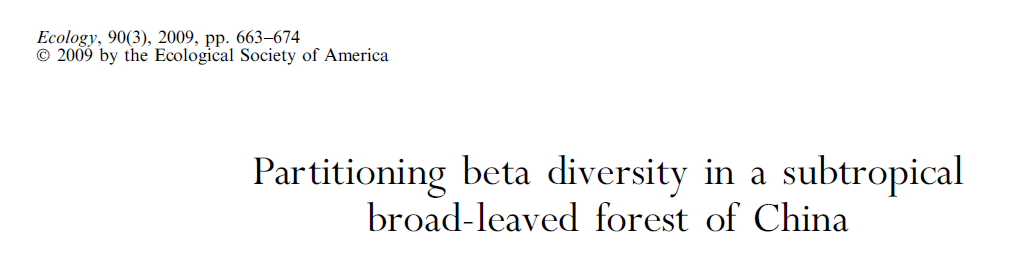 Ecology, 90(3), 2009, pp. 663–674
© 2009 by the Ecological Society of America
Partitioning beta diversity in a subtropical
broad-leaved forest of China